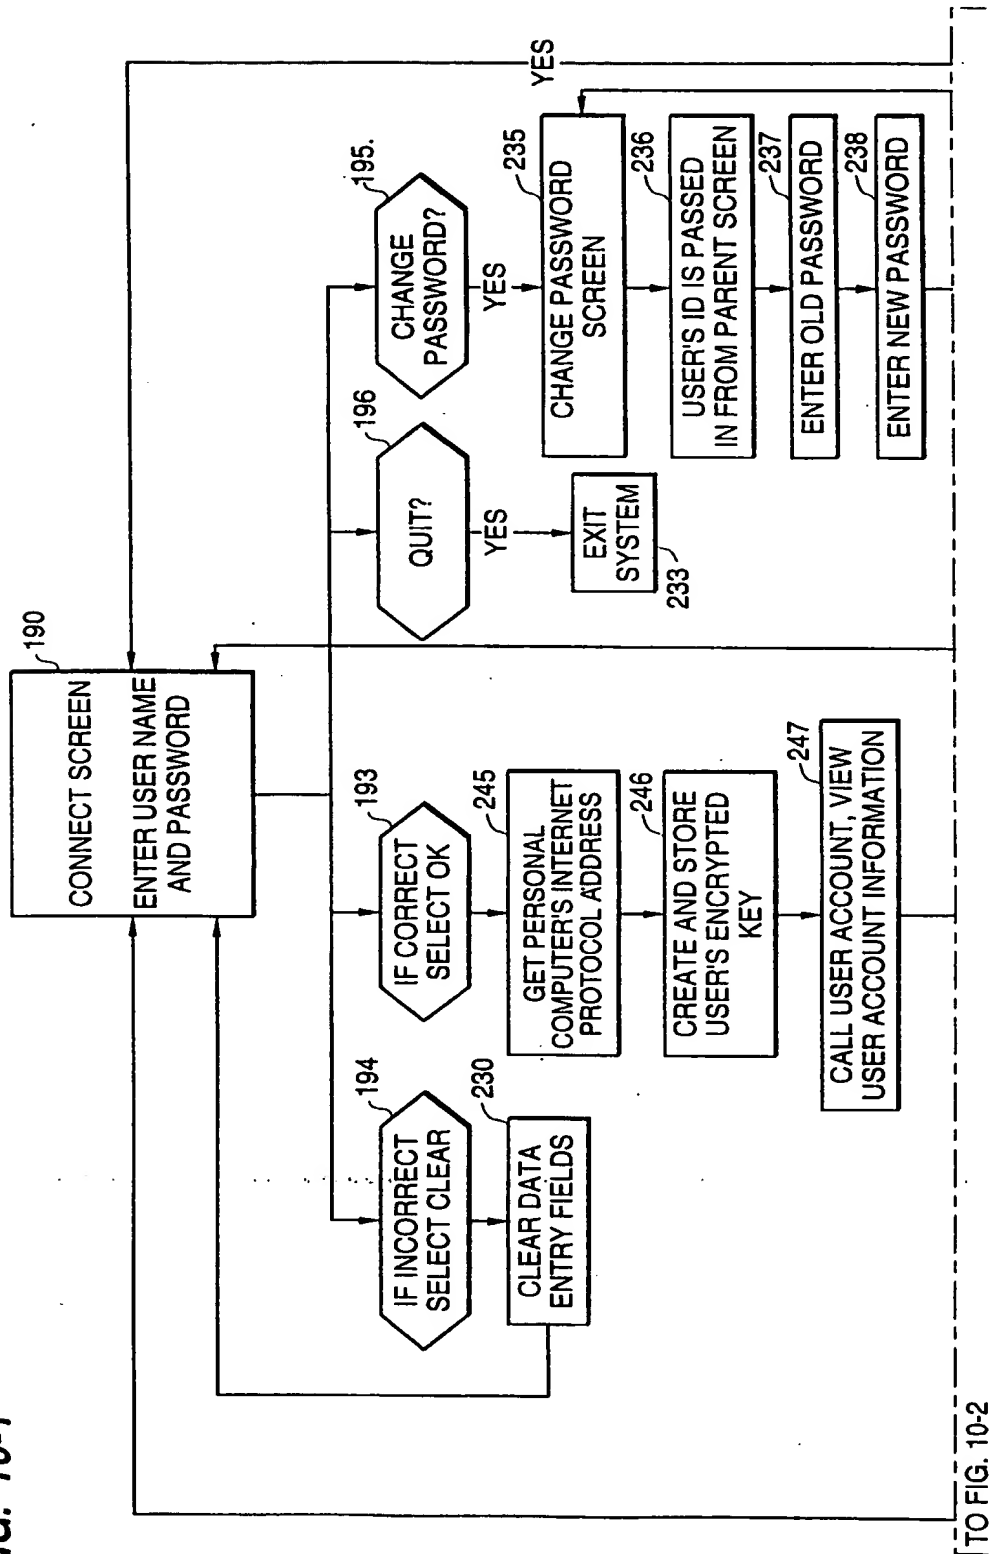 FIG. 10-1
190
CONNECT SCREEN
ENTER USER NAME
AND PASSWORD
194
IF INCORRECT
SELECT CLEAR
230
CLEAR DATA
ENTRY FIELDS
193
IF CORRECT
SELECT OK
245
GET PERSONAL
COMPUTER'S INTERNET
PROTOCOL ADDRESS
246
CREATE AND STORE
USER'S ENCRYPTED
KEY
247
CALL USER ACCOUNT, VIEW
USER ACCOUNT INFORMATION
196
QUIT?
YES
EXIT
SYSTEM
233
195.
CHANGE
PASSWORD?
YES
235
CHANGE PASSWORD
SCREEN
236
USER'S ID IS PASSED
IN FROM PARENT SCREEN
237
ENTER OLD PASSWORD
238
ENTER NEW PASSWORD
YES
TO FIG. 10-2